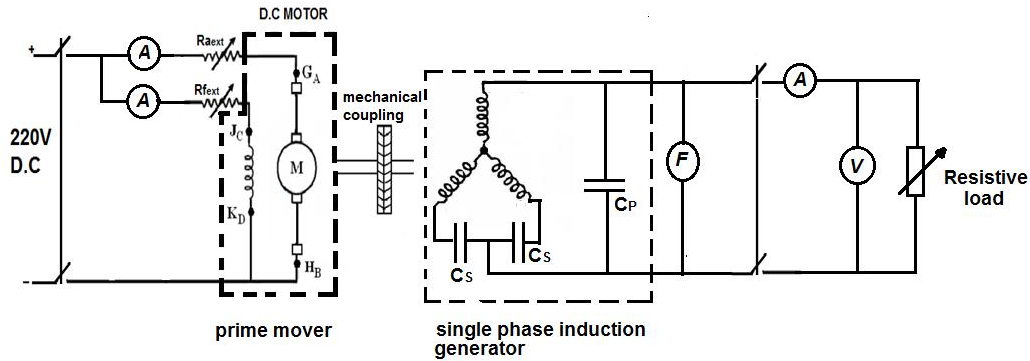 D.C MOTOR
+
A
Raext
GA
A
Rfext
JC
220V
D.C
M
KD
HB
-
mechanical
coupling
CP
CS
CS
F
A
V
Resistive
load
prime mover
single phase induction
generator